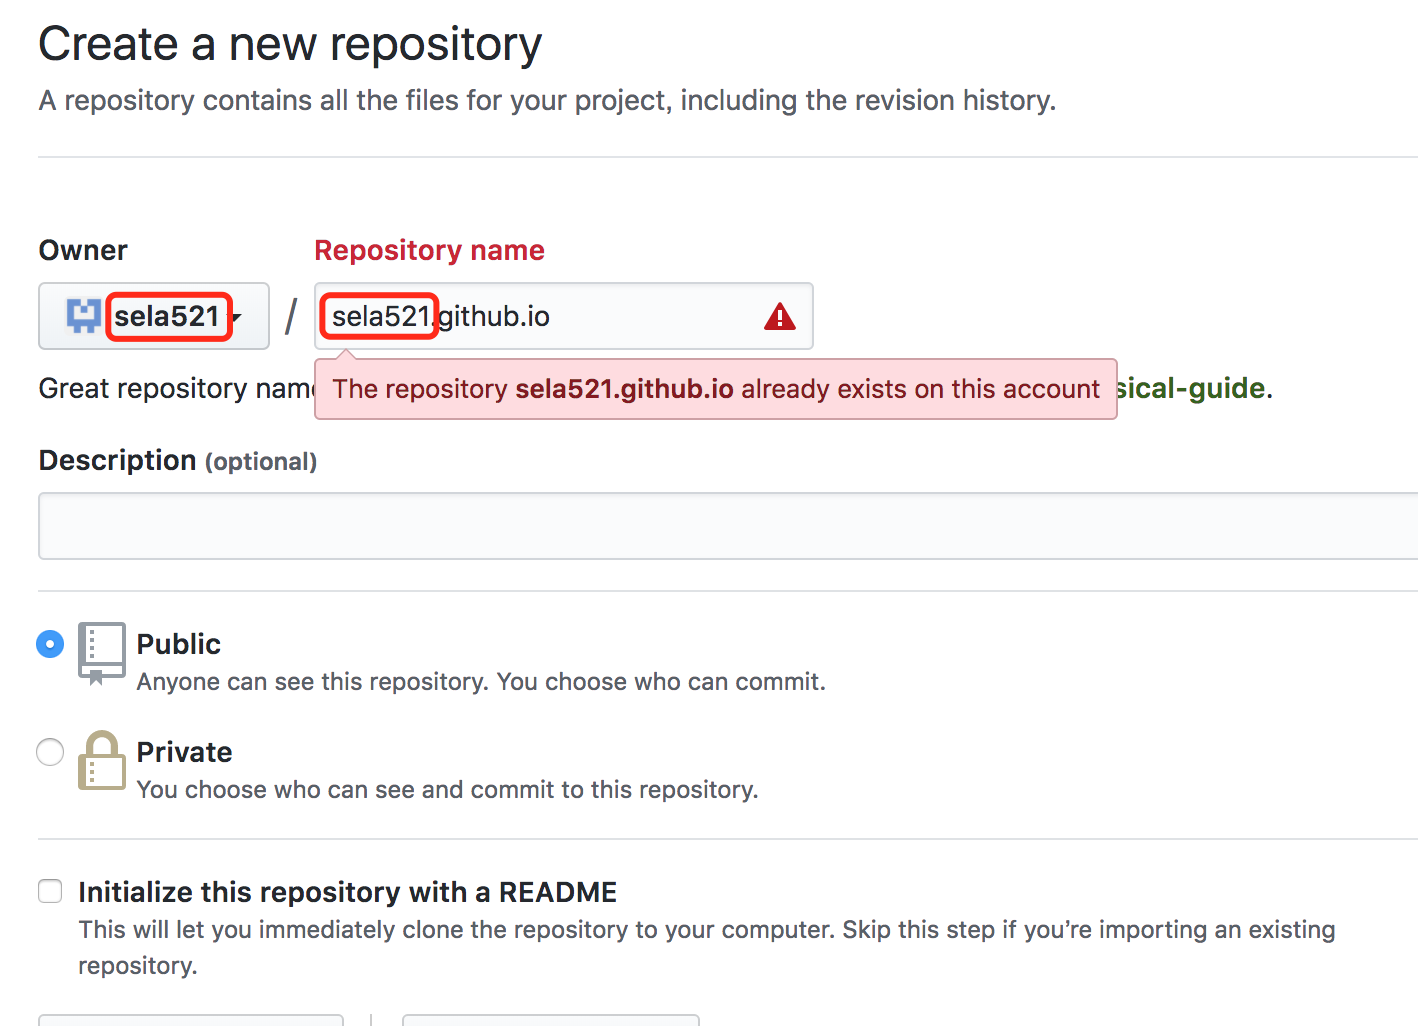 Create a new repository
A repository contains all the files for your project, including the revision history.
Owner
Repository name
sela521 / sela521.github.io
The repository sela521.github.io already exists on this account
Great repository sical-guide.
Description (optional)
Public
Anyone can see this repository. You choose who can commit.
Private
You choose who can see and commit to this repository.
Initialize this repository with a README
This will let you immediately clone the repository to your computer. Skip this step if you’re importing an existing
repository.